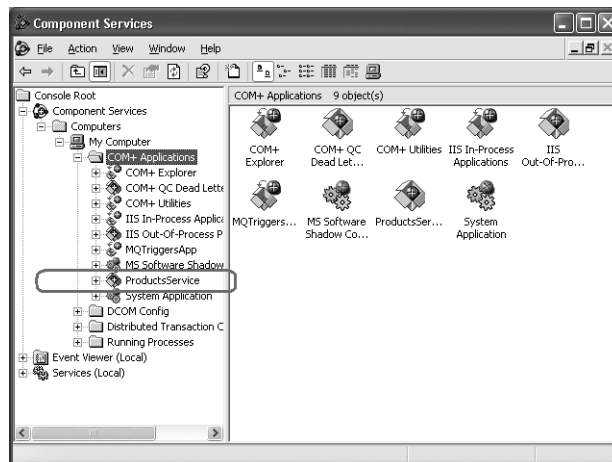 Component Services
File Action View Window Help
Console Root
Component Services
Computers
My Computer
COM+ Applications
COM+ Explorer
COM+ QC Dead Lette
COM+ Utilities
IIS In-Process Applica
IIS Out-Of-Process P
MQTriggersApp
MS Software Shadow
ProductsService
System Application
DCOM Config
Distributed Transaction C
Running Processes
Event Viewer (Local)
Services (Local)
COM+ Applications 9 object(s)
COM+ Explorer
COM+ QC Dead Let...
COM+ Utilities
IIS In-Process Applications
IIS Out-Of-Pro...
MQTriggers...
MS Software Shadow Co...
ProductsSer...
System Application